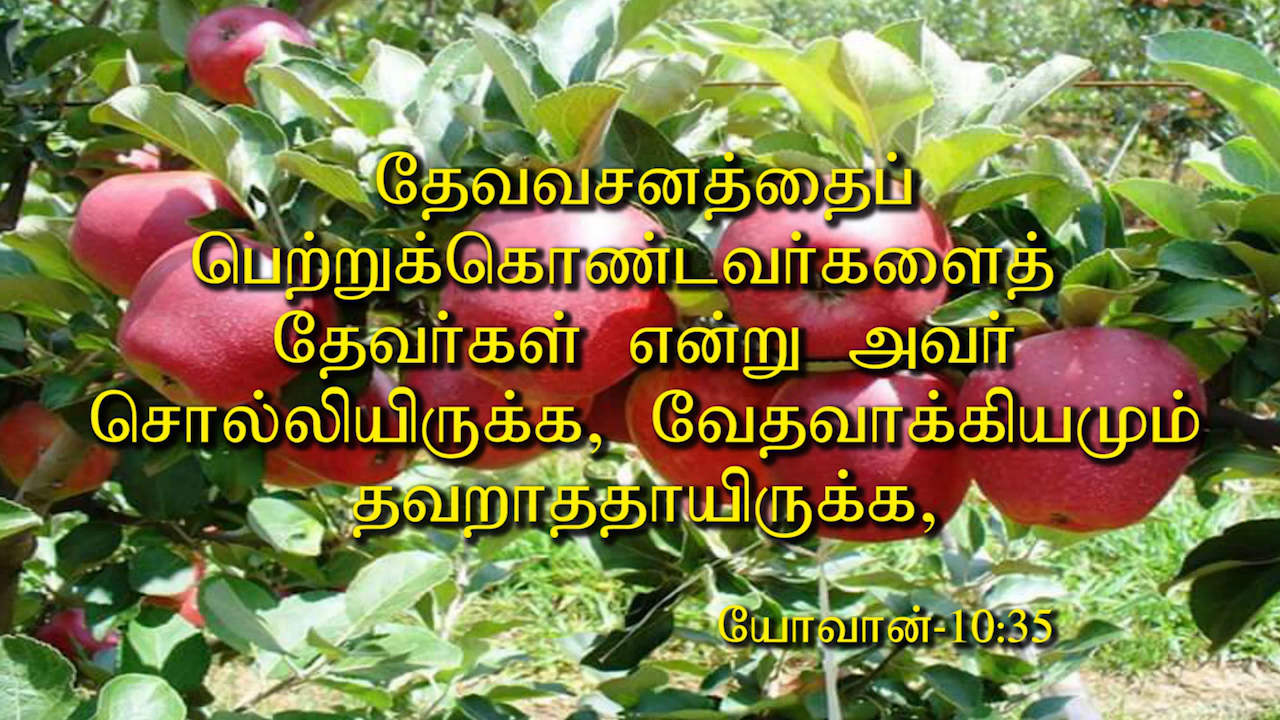 தேவவசனத்தைப்
பெற்றுக்கொண்டவர்களைத்
தேவர்கள் என்று அவர்
சொல்லியிருக்க, வேதவாக்கியமும்
தவறாததாயிருக்க,
யோவான்-10:35